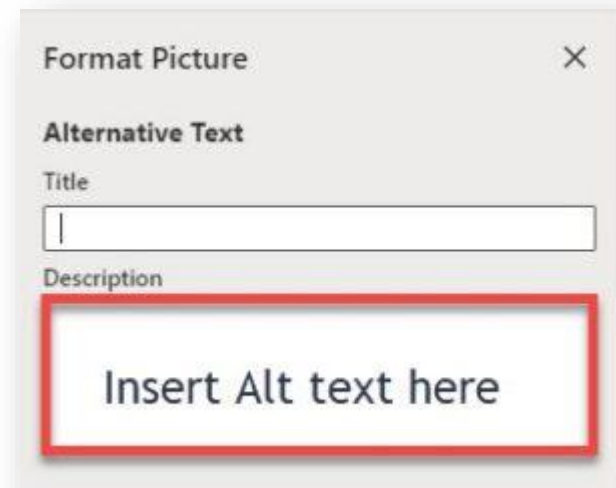 Format Picture
Alternative Text
Title
Description
Insert Alt text here